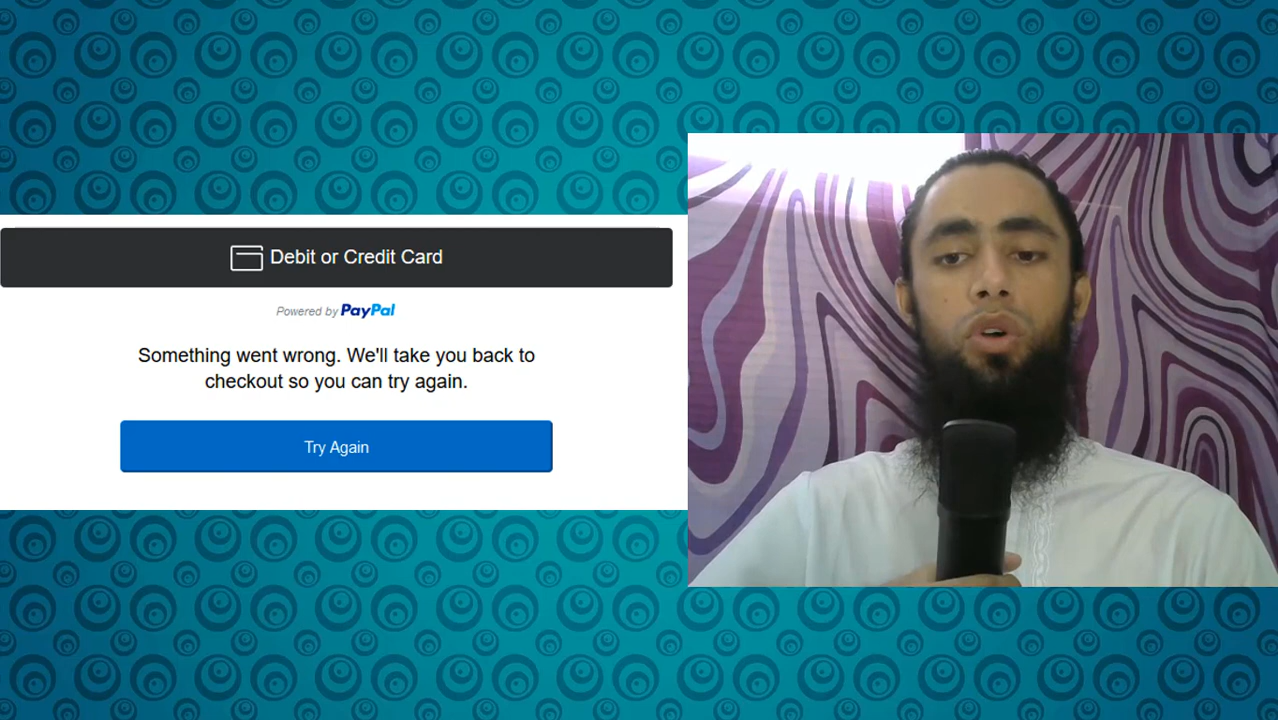 Debit or Credit Card
Powered by PayPal
Something went wrong. We'll take you back to
checkout so you can try again.
Try Again